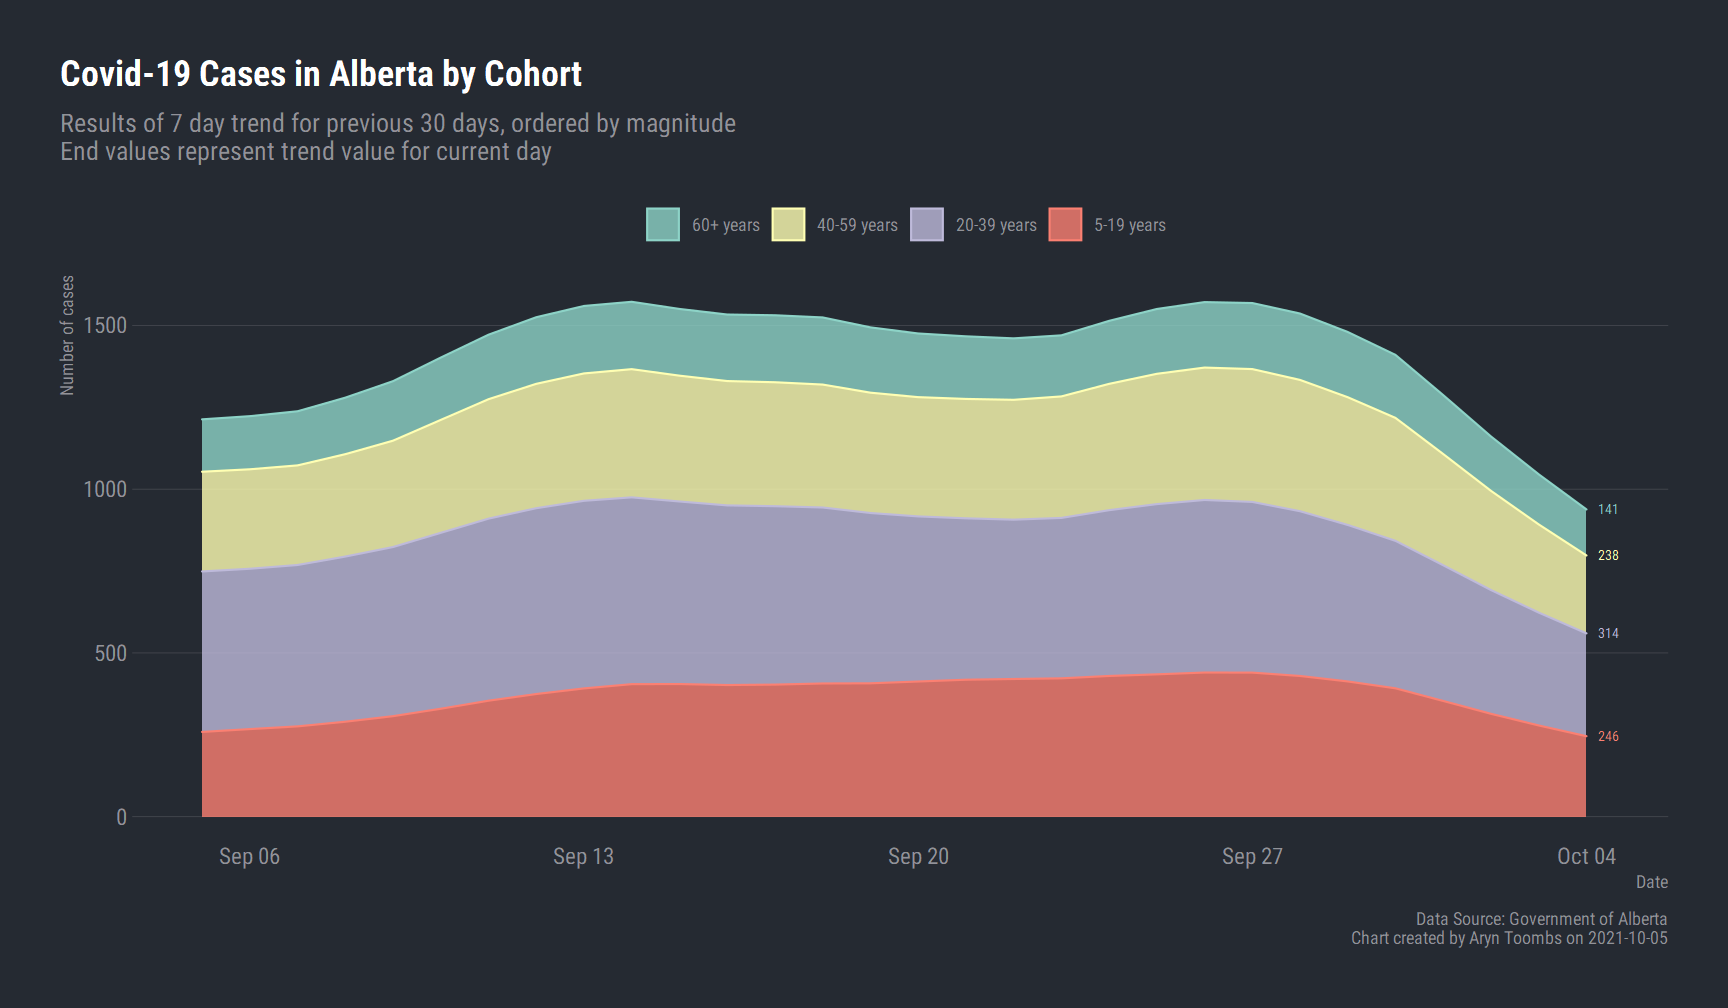 Covid-19 Cases in Alberta by Cohort
Results of 7 day trend for previous 30 days, ordered by magnitude
End values represent trend value for current day
60+ years 40-59 years 20-39 years 5-19 years
Number of cases
1500
1000
500
0
141
238
314
246
Sep 06 Sep 13 Sep 20 Sep 27 Oct 04
Date
Data Source: Government of Alberta
Chart created by Aryn Toombs on 2021-10-05